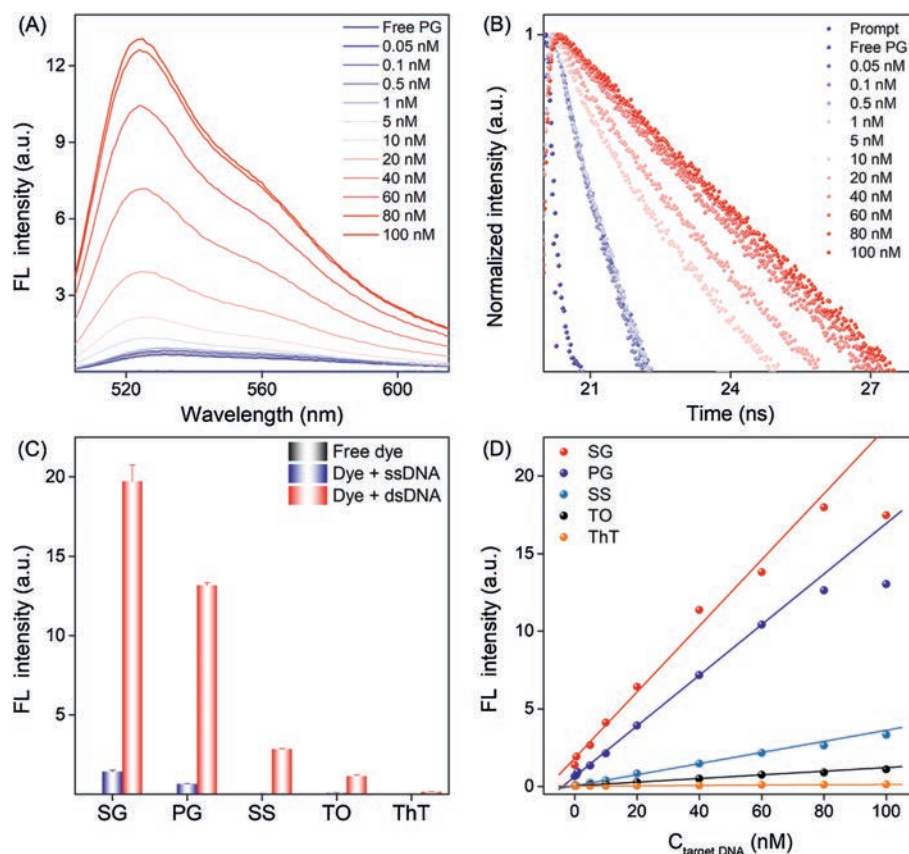 (A)
FL intensity (a.u.)
12
9
6
3
520
560
600
Wavelength (nm)
Free PG
0.05 nM
0.1 nM
0.5 nM
1 nM
5 nM
10 nM
20 nM
40 nM
60 nM
80 nM
100 nM
(B)
Normalized intensity (a.u.)
1
21
24
27
Time (ns)
Prompt
Free PG
0.05 nM
0.1 nM
0.5 nM
1 nM
5 nM
10 nM
20 nM
40 nM
60 nM
80 nM
100 nM
(C)
FL intensity (a.u.)
20
15
10
5
SG
PG
SS
TO
ThT
Free dye
Dye + ssDNA
Dye + dsDNA
(D)
FL intensity (a.u.)
20
15
10
5
0
0
20
40
60
80
100
C target DNA (nM)
SG
PG
SS
TO
ThT